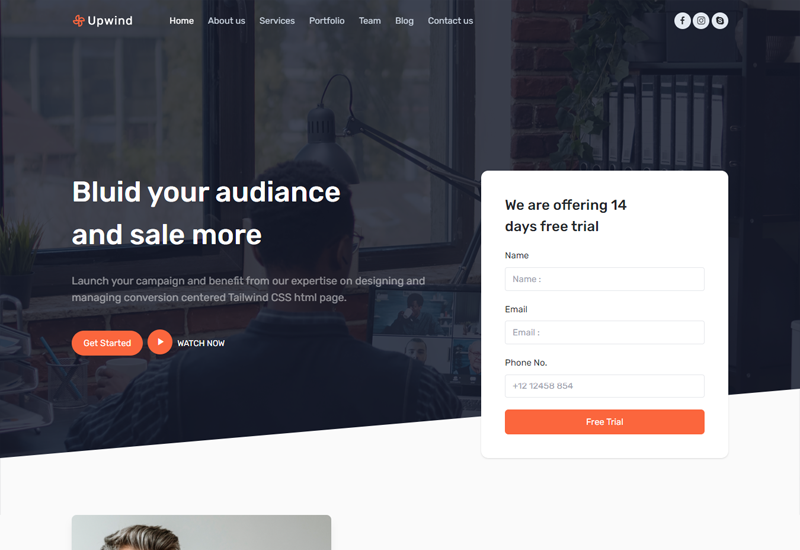 Upwind
Home About us Services Portfolio Team Blog Contact us
Bluid your audiance
and sale more
Launch your campaign and benefit from our expertise on designing and
managing conversion centered Tailwind CSS html page.
Get Started
WATCH NOW
We are offering 14
days free trial
Name
Name :
Email
Email :
Phone No.
+12 12458 854
Free Trial